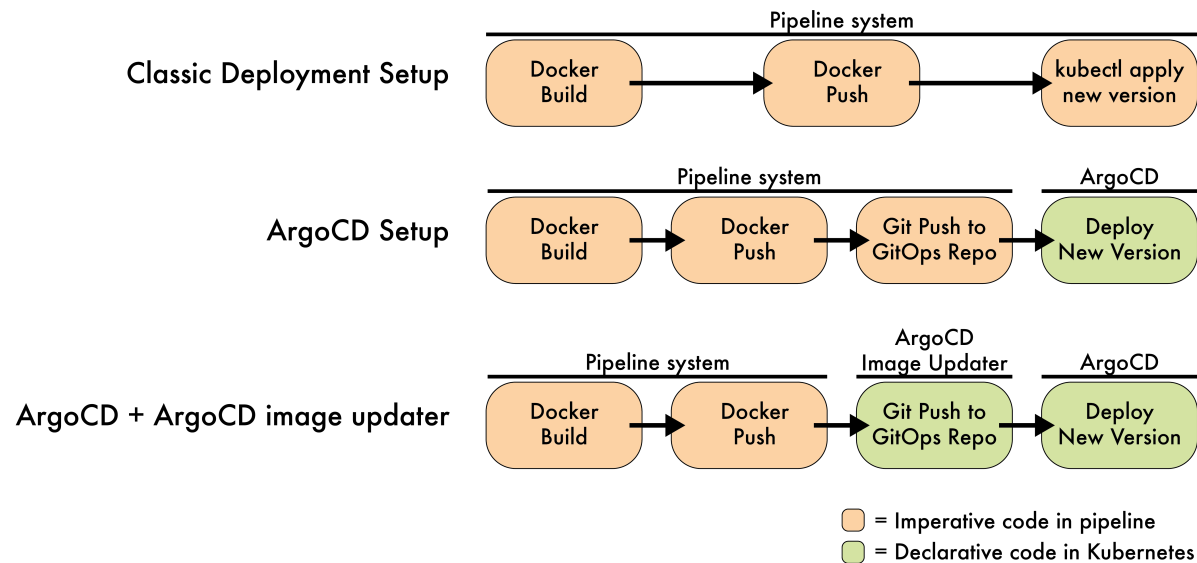 Pipeline system
Classic Deployment Setup
Docker
Build
Docker
Push
kubectl apply
new version
Pipeline system
ArgoCD
ArgoCD Setup
Docker
Build
Docker
Push
Git Push to
GitOps Repo
Deploy
New Version
Pipeline system
ArgoCD
Image Updater
ArgoCD
ArgoCD + ArgoCD image updater
Docker
Build
Docker
Push
Git Push to
GitOps Repo
Deploy
New Version
= Imperative code in pipeline
= Declarative code in Kubernetes